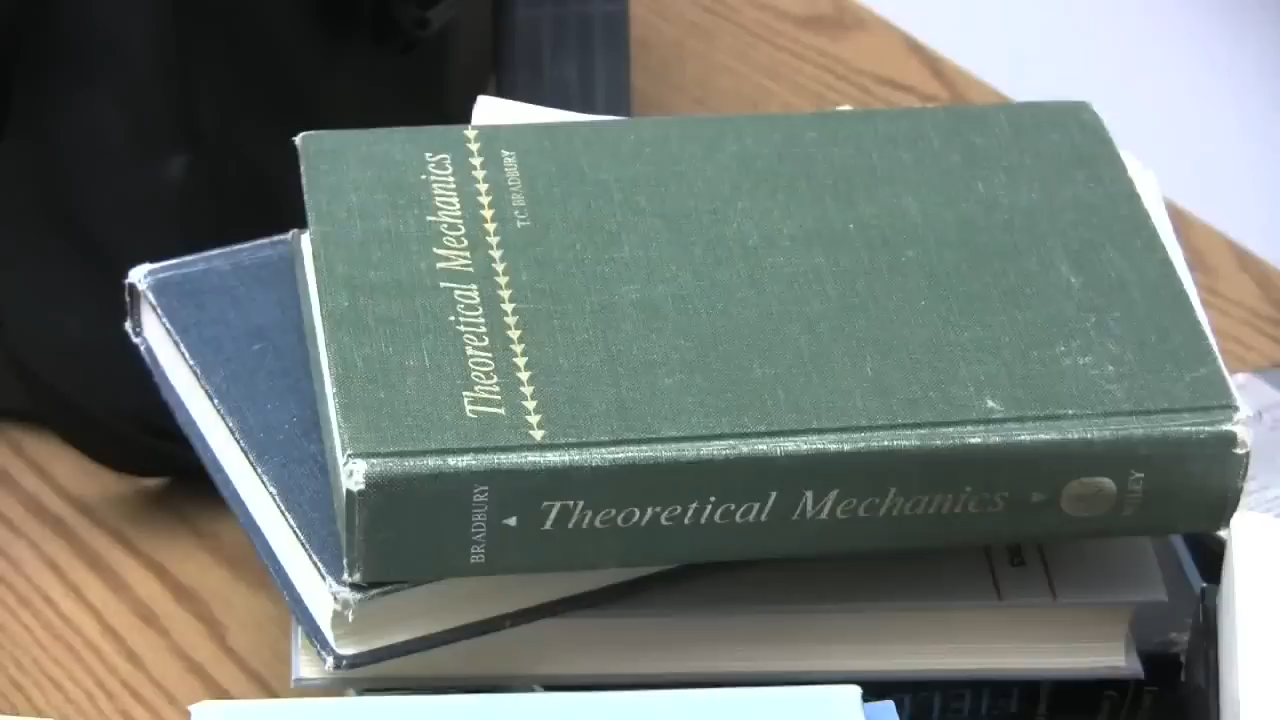 Theoretical Mechanics
T.C. BRADBURY
BRADBURY
Theoretical Mechanics
WILEY